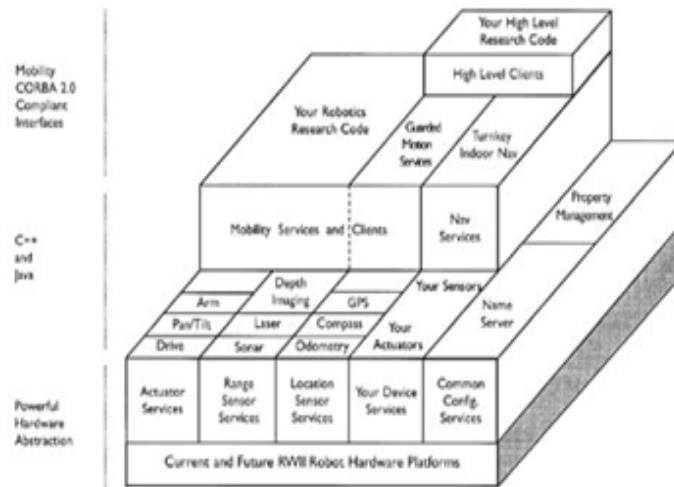 Your High Level
Research Code
High Level Clients
Mobility
CORBA 2.0
Compliant
Interfaces
Your Robotics
Research Code
Guarded
Motion
Services
Turnkey
Indoor Nav
Property
Management
Mobility Services and Clients
Nav
Services
C++
and
Java
Depth
Imaging
Your Sensors
Arm
GPS
Name
Server
Pan/Tilt
Laser
Compass
Your
Actuators
Drive
Sonar
Odometry
Powerful
Hardware
Abstraction
Actuator
Services
Range
Sensor
Services
Location
Sensor
Services
Your Device
Services
Common
Config.
Services
Current and Future RWII Robot Hardware Platforms